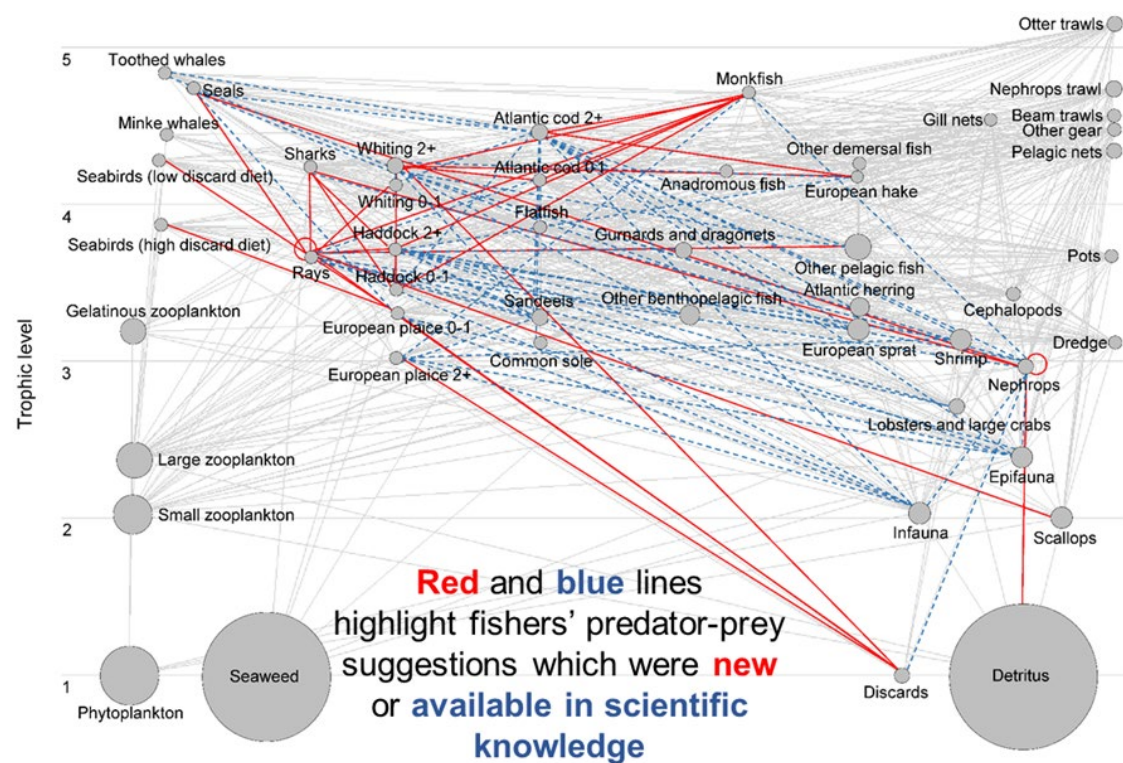 Otter trawls
5
Toothed whales
Seals
Monkfish
Nephrops trawl
Minke whales
Atlantic cod 2+
Gill nets
Beam trawls
Other gear
Sharks
Whiting 2+
Other demersal fish
Pelagic nets
Seabirds (low discard diet)
Atlantic cod 0-1
Anadromous fish
European hake
Whiting 0-1
4
Flatfish
Seabirds (high discard diet)
Haddock 2+
Gurnards and dragonets
Rays
Haddock 0-1
Other pelagic fish
Pots
Atlantic herring
Gelatinous zooplankton
Sandeels
Other benthopelagic fish
Cephalopods
European plaice 0-1
European sprat
Shrimp
Dredge
Common sole
3
European plaice 2+
Nephrops
Trophic level
Lobsters and large crabs
Large zooplankton
Epifauna
Small zooplankton
2
Infauna
Scallops
Red and blue lines
highlight fishers’ predator-prey
suggestions which were new
or available in scientific
knowledge
Seaweed
Detritus
1
Phytoplankton
Discards